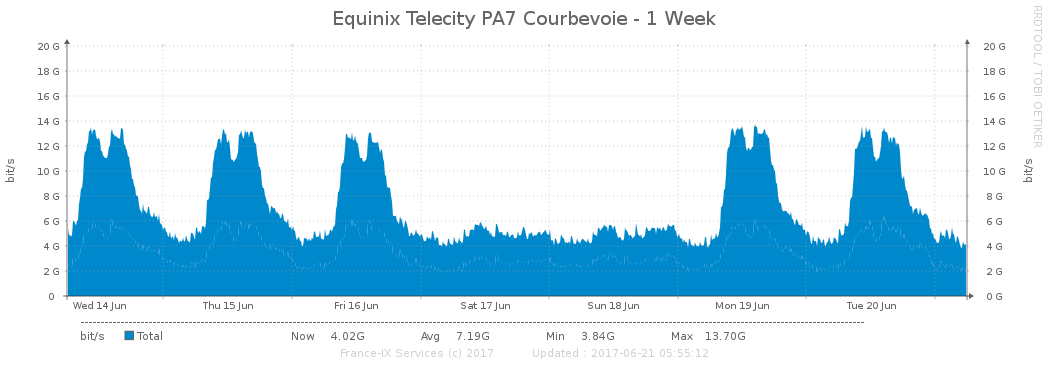 Equinix Telecity PA7 Courbevoie - 1 Week
RRDTOOL / TOBI OETIKER
bit/s
20 G 20 G
18 G 18 G
16 G 16 G
14 G 14 G
12 G 12 G
10 G 10 G
8 G 8 G
6 G 6 G
4 G 4 G
2 G 2 G
0 0 G
bit/s
Wed 14 Jun Thu 15 Jun Fri 16 Jun Sat 17 Jun Sun 18 Jun Mon 19 Jun Tue 20 Jun
bit/s Total Now 4.02G Avg 7.19G Min 3.84G Max 13.70G
France-IX Services (c) 2017 Updated : 2017-06-21 05:55:12